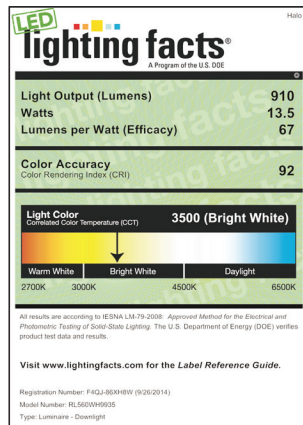 Halo
LED
lighting facts®
A Program of the U.S. DOE
Light Output (Lumens) 910
Watts 13.5
Lumens per Watt (Efficacy) 67
Color Accuracy 92
Color Rendering Index (CRI)
Light Color
Correlated Color Temperature (CCT) 3500 (Bright White)
Warm White Bright White Daylight
2700K 3000K 4500K 6500K
All results are according to IESNA LM-79-2008: Approved Method for the Electrical and
Photometric Testing of Solid-State Lighting. The U.S. Department of Energy (DOE) verifies
product test data and results.
Visit www.lightingfacts.com for the Label Reference Guide.
Registration Number: F4QJ-86XH8W (9/26/2014)
Model Number: RL560WH9935
Type: Luminaire - Downlight